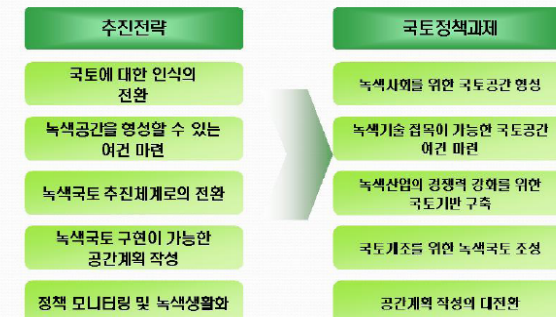 추진전략
국토에 대한 인식의
전환
녹색공간을 형성할 수 있는
여건 마련
녹색국토 추진체계로의 전환
녹색국토 구현이 가능한
공간계획 작성
정책 모니터링 및 녹색생활화
국토정책과제
녹색사회를 위한 국토공간 형성
녹색기술 접목이 가능한 국토공간
여건 마련
녹색산업의 경쟁력 강화를 위한
국토기반 구축
국토개조를 위한 녹색국토 조성
공간계획 작성의 대전환